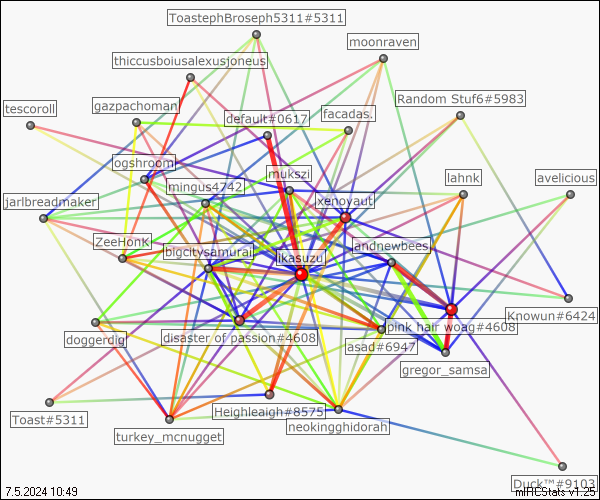 ToastephBroseph5311#5311
moonraven
thiccusboiusalexusjoneus
Random Stuf6#5983
tescoroll
gazpachoman
default#0617
facadas.
ogshroom
mukszi
lahnk
avelicious
mingus4742
xenoyaut
jarlbreadmaker
ZeeHonk
bigcitysamurai
likasuzu
andnewbees
Knowun#6424
doggerdig
disaster of passion#4608
pink hair woag#4608
asad#6947
gregor_samsa
Toast#5311
Heighleaigh#8575
turkey_mcnugget
neokingghidorah
Duck™#9103
7.5.2024 10:49
mIRCStats v1.25